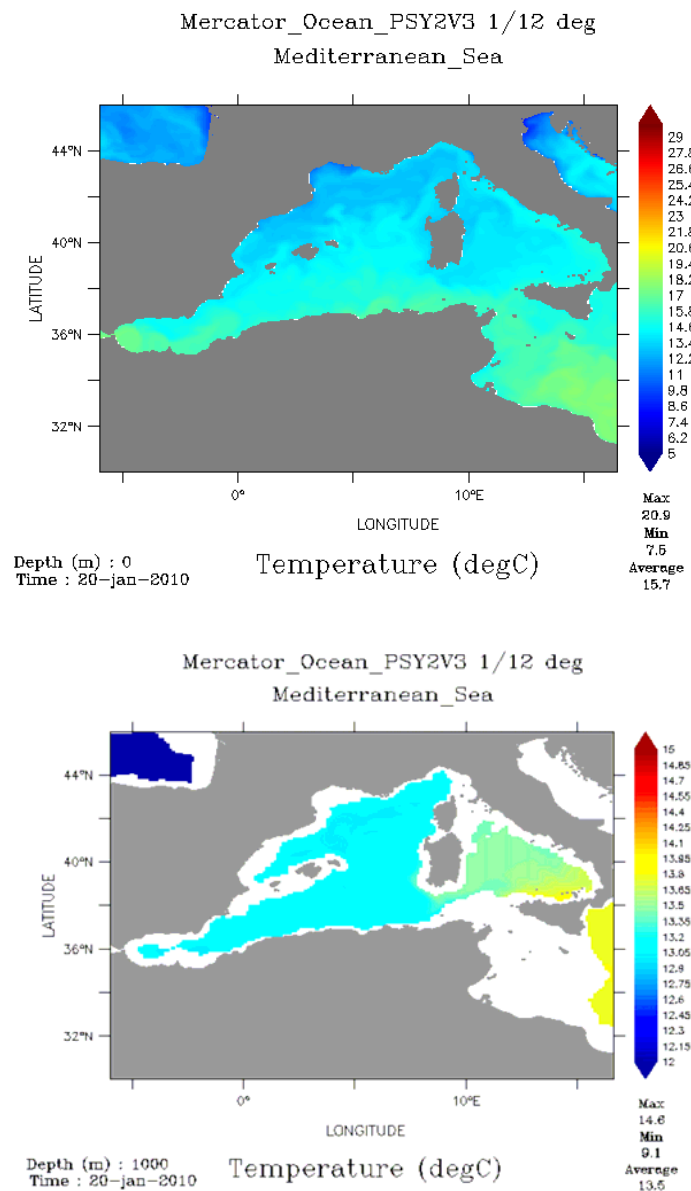 Mercator_Ocean_PSY2V3 1/12 deg
Mediterranean_Sea
44°N
40°N
36°N
32°N
LATITUDE
0°
10°E
LONGITUDE
29
27.8
26.6
25.4
24.2
23
21.8
20.6
19.4
18.2
17
15.8
14.6
13.4
12.2
11
9.8
8.6
7.4
6.2
5
Max
20.9
Min
7.5
Average
15.7
Depth (m) : 0
Time : 20-jan-2010
Temperature (degC)
Mercator_Ocean_PSY2V3 1/12 deg
Mediterranean_Sea
44°N
40°N
36°N
32°N
LATITUDE
0°
10°E
LONGITUDE
15
14.85
14.7
14.55
14.4
14.25
14.1
13.95
13.8
13.65
13.5
13.35
13.2
13.05
12.9
12.75
12.6
12.45
12.3
12.15
12
Max
14.6
Min
9.1
Average
13.5
Depth (m) : 1000
Time : 20-jan-2010
Temperature (degC)